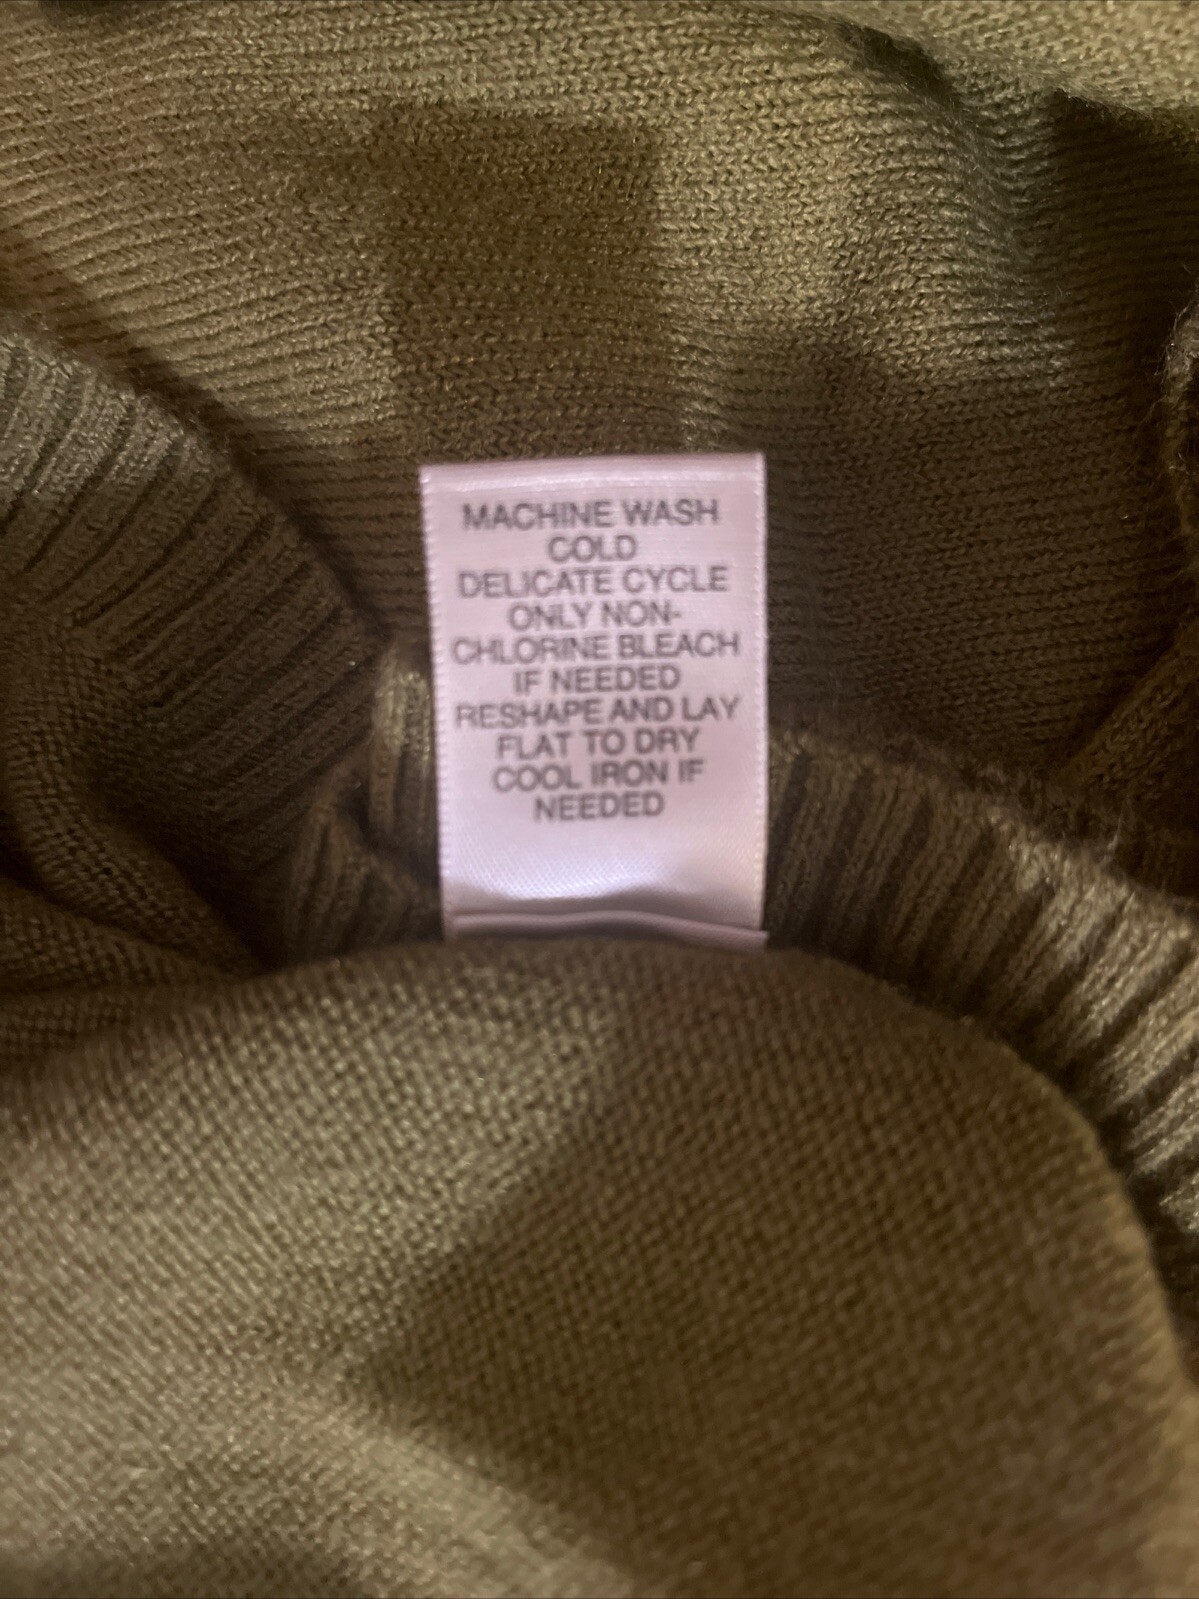 MACHINE WASH
COLD
DELICATE CYCLE
ONLY NON-
CHLORINE BLEACH
IF NEEDED
RESHAPE AND LAY
FLAT TO DRY
COOL IRON IF
NEEDED